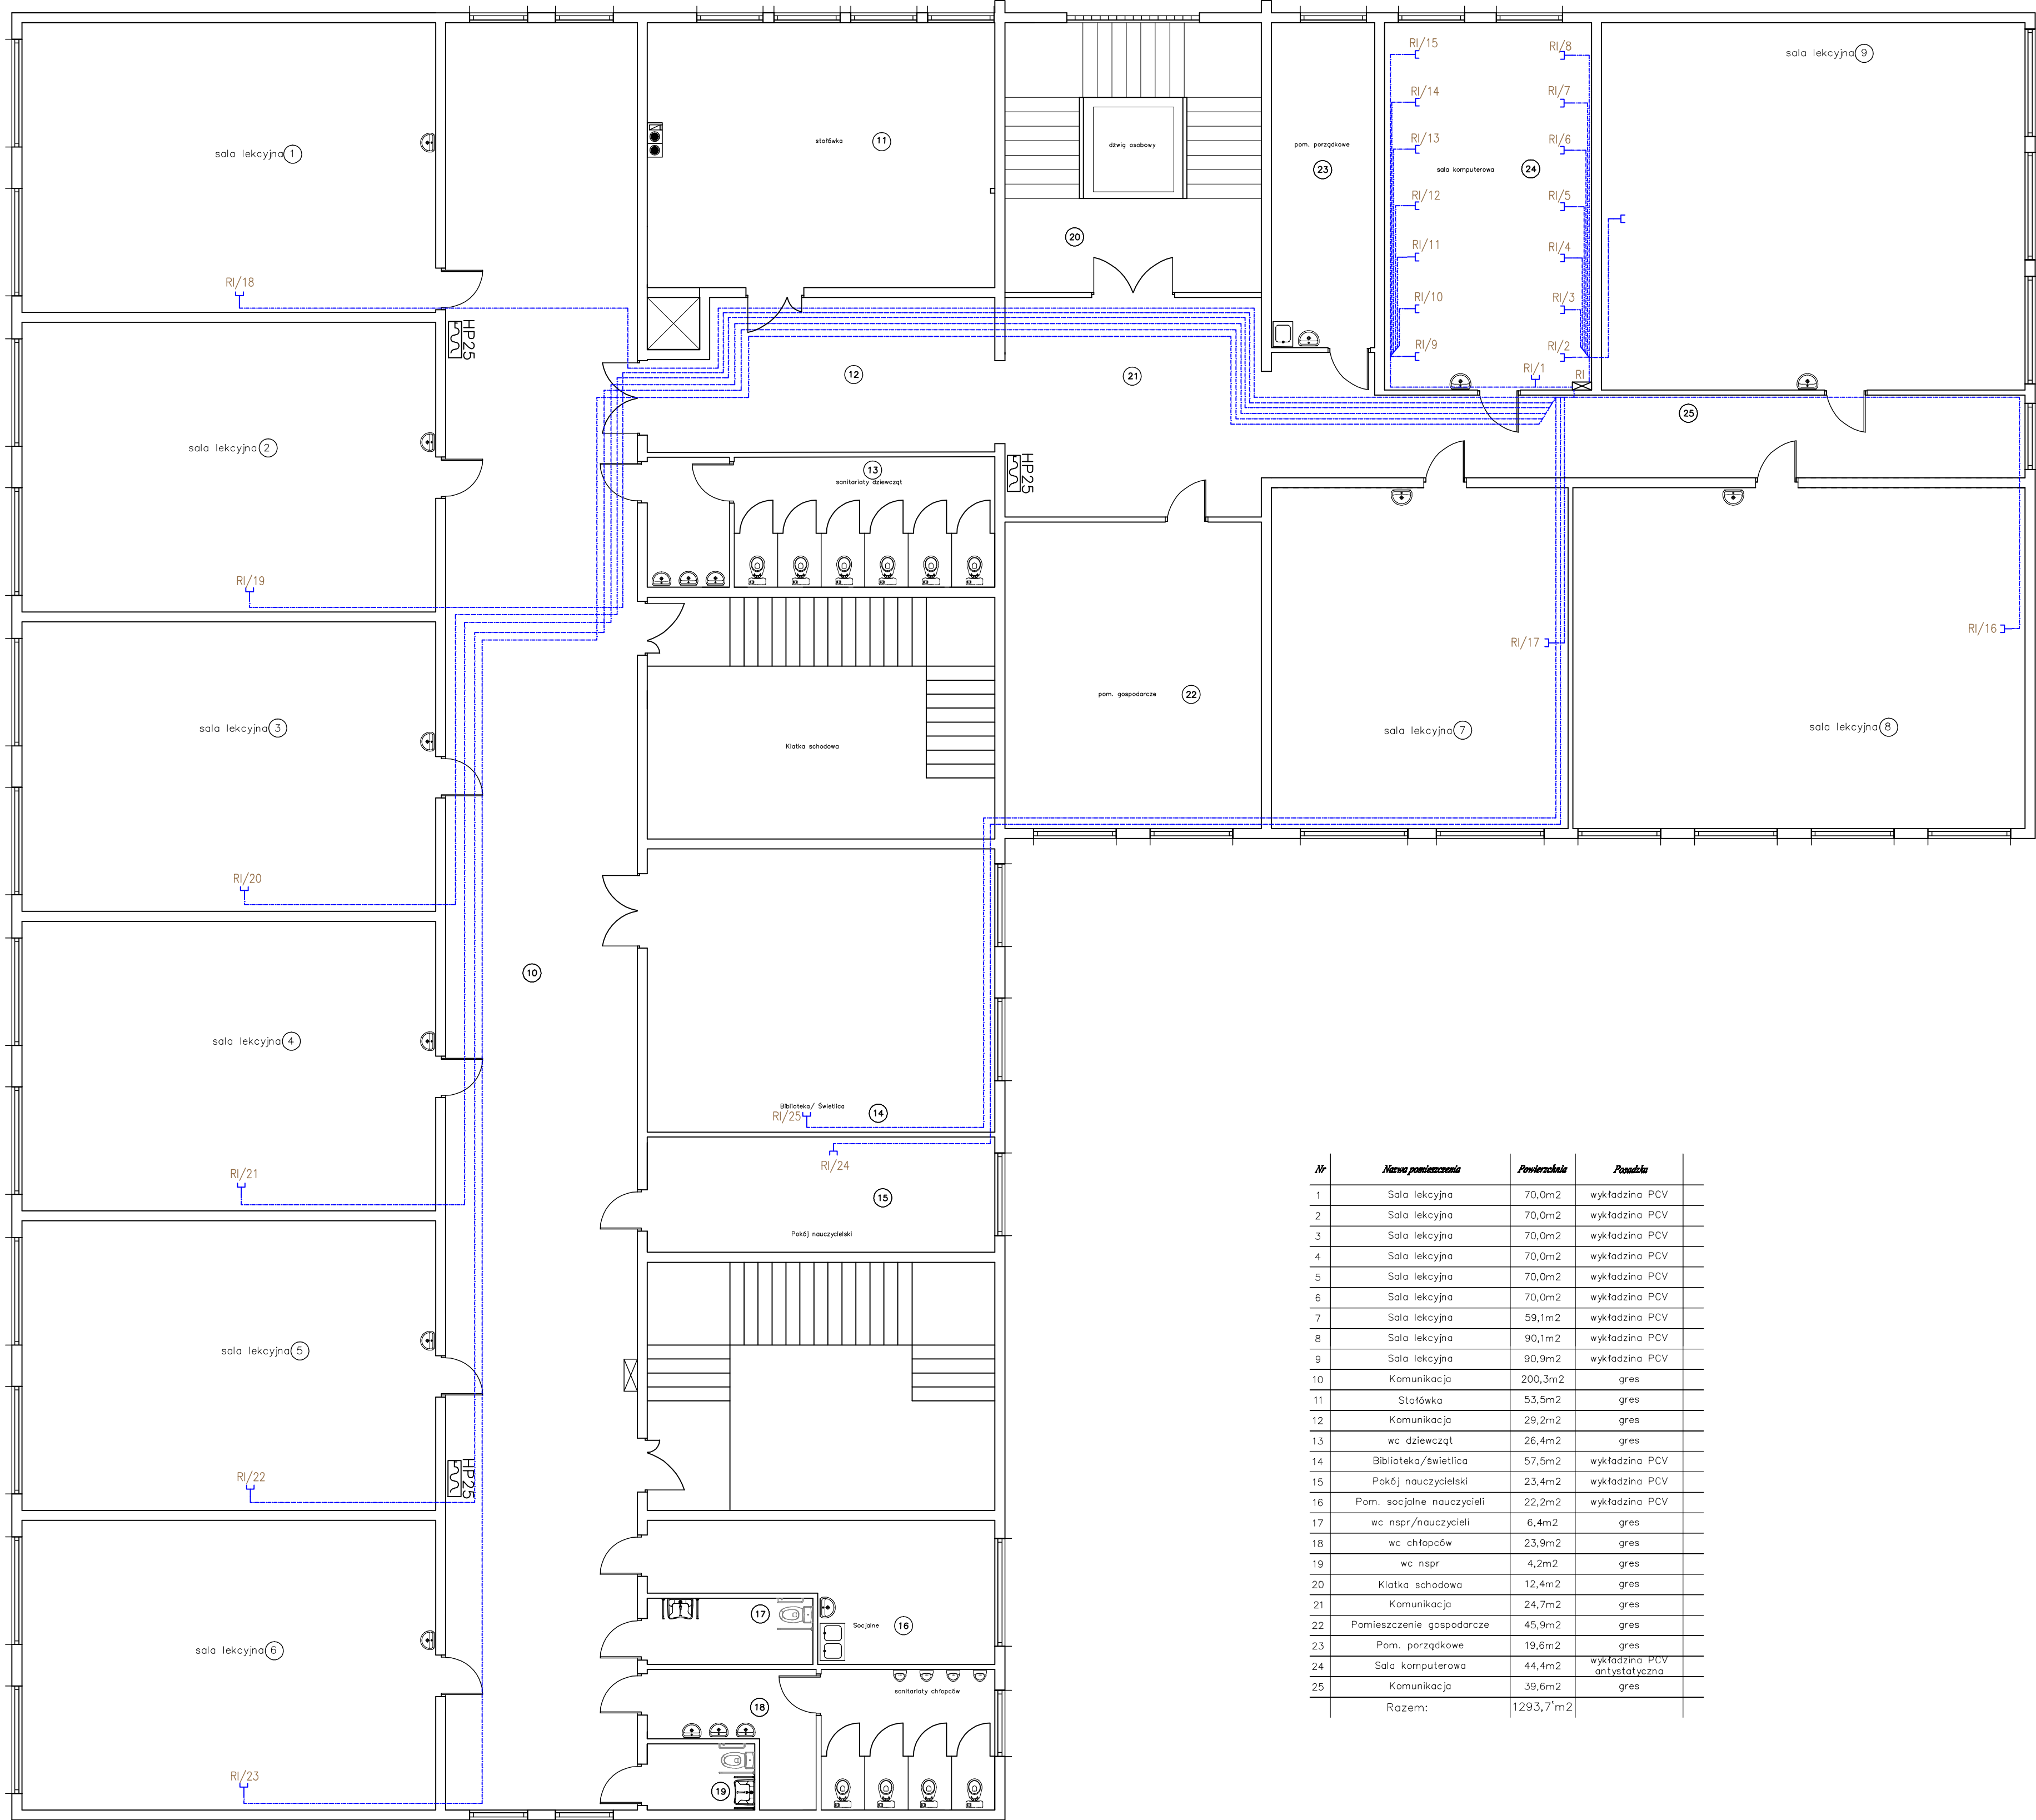 RI/15
RI/8
sala lekcyjna 9
RI/14
RI/7
stołówka 11
dźwig osobowy
RI/13
RI/6
pom. porządkowe
23
sala lekcyjna 1
sala komputerowa 24
RI/12
RI/5
20
RI/11
RI/4
RI/18
RI/10
RI/3
HP25
RI/9
RI/2
12
21
RI/1
RI
25
sala lekcyjna 2
13
sanitariaty dziewcząt
HP25
RI/19
RI/16
RI/17
pom. gospodarcze 22
sala lekcyjna 3
sala lekcyjna 7
sala lekcyjna 8
Klatka schodowa
RI/20
10
sala lekcyjna 4
Biblioteka/ Świetlica
RI/25
14
RI/24
RI/21
15
Pokój nauczycielski
sala lekcyjna 5
RI/22
HP25
17
Socjalne 16
sala lekcyjna 6
sanitariaty chłopców
18
RI/23
19
Nr Nazwa pomieszczenia Powierzchnia Posadzka
1 Sala lekcyjna 70,0m2 wykładzina PCV
2 Sala lekcyjna 70,0m2 wykładzina PCV
3 Sala lekcyjna 70,0m2 wykładzina PCV
4 Sala lekcyjna 70,0m2 wykładzina PCV
5 Sala lekcyjna 70,0m2 wykładzina PCV
6 Sala lekcyjna 70,0m2 wykładzina PCV
7 Sala lekcyjna 59,1m2 wykładzina PCV
8 Sala lekcyjna 90,1m2 wykładzina PCV
9 Sala lekcyjna 90,9m2 wykładzina PCV
10 Komunikacja 200,3m2 gres
11 Stołówka 53,5m2 gres
12 Komunikacja 29,2m2 gres
13 wc dziewcząt 26,4m2 gres
14 Biblioteka/świetlica 57,5m2 wykładzina PCV
15 Pokój nauczycielski 23,4m2 wykładzina PCV
16 Pom. socjalne nauczycieli 22,2m2 wykładzina PCV
17 wc nspr/nauczycieli 6,4m2 gres
18 wc chłopców 23,9m2 gres
19 wc nspr 4,2m2 gres
20 Klatka schodowa 12,4m2 gres
21 Komunikacja 24,7m2 gres
22 Pomieszczenie gospodarcze 45,9m2 gres
23 Pom. porządkowe 19,6m2 gres
24 Sala komputerowa 44,4m2 wykładzina PCV
antystatyczna
25 Komunikacja 39,6m2 gres
Razem: 1293,7'm2